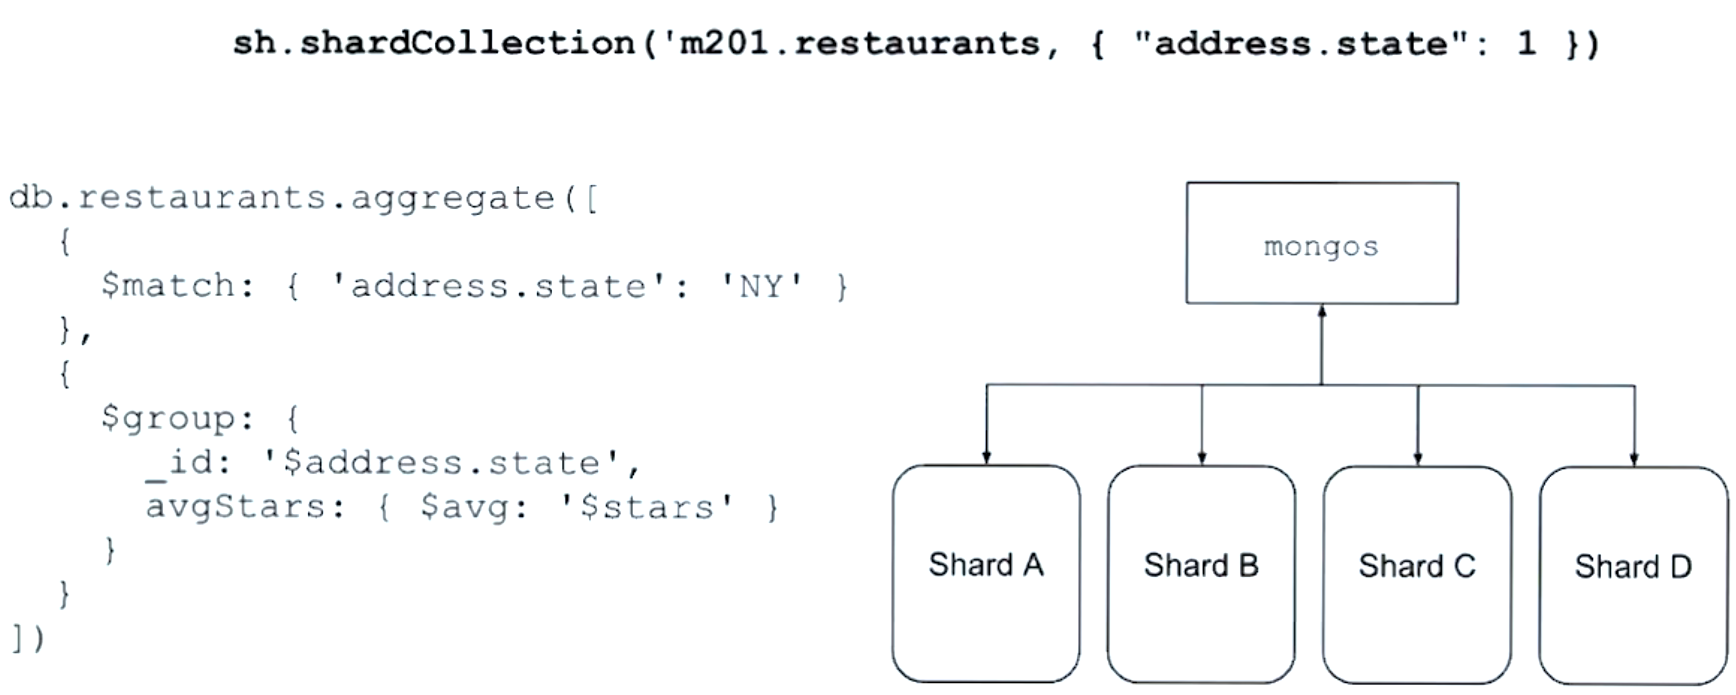 sh.shardCollection('m201.restaurants, { "address.state": 1 })
db.restaurants.aggregate([
{
$match: { 'address.state': 'NY' }
},
{
$group: {
_id: '$address.state',
avgStars: { $avg: '$stars' }
}
}
])
mongos
Shard A
Shard B
Shard C
Shard D